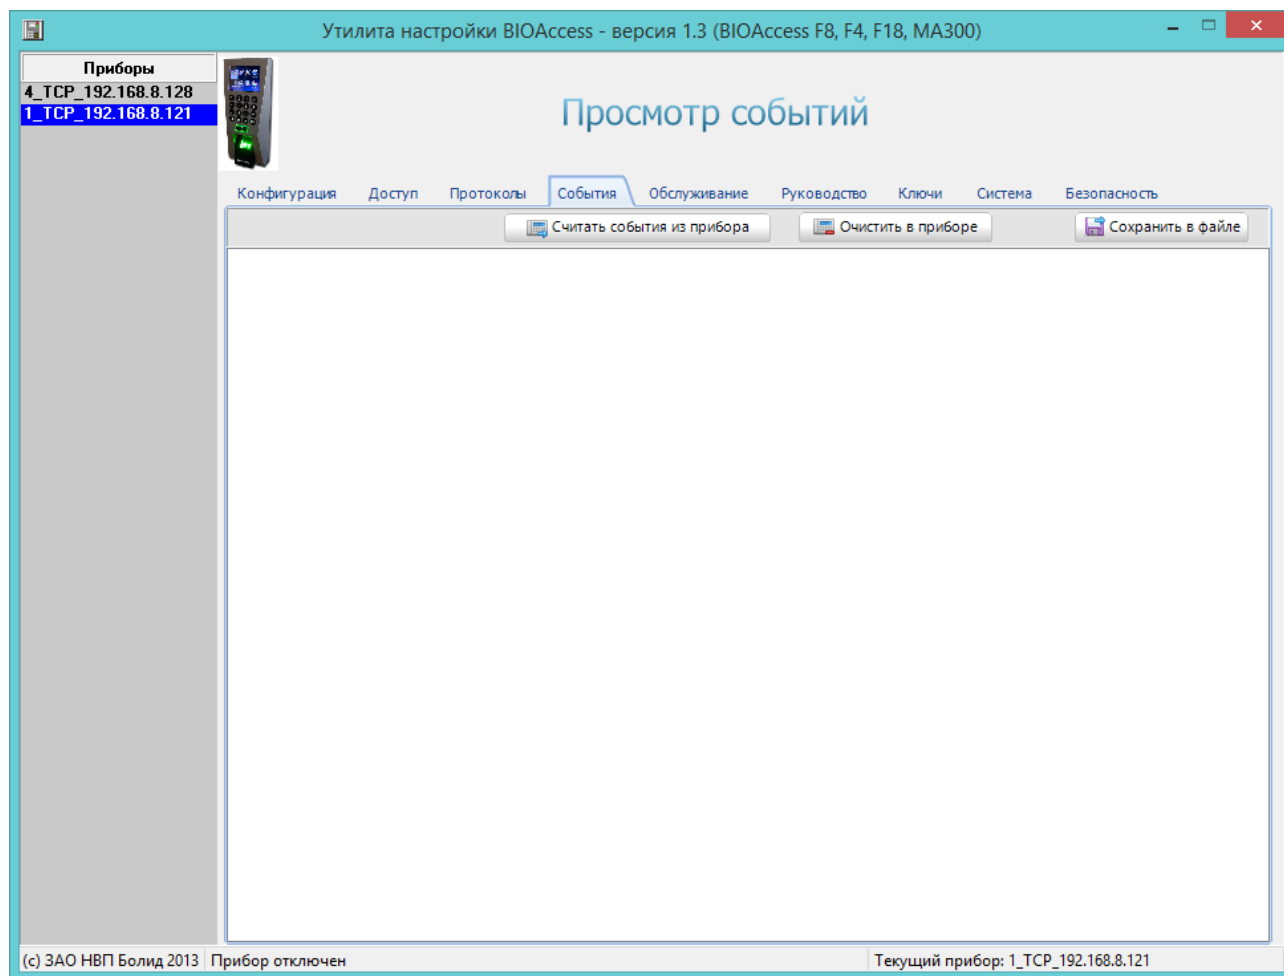 Утилита настройки BIOAccess - версия 1.3 (BIOAccess F8, F4, F18, MA300)
Приборы
4_TCP_192.168.8.128
1_TCP_192.168.8.121
Просмотр событий
Конфигурация Доступ Протоколы События Обслуживание Руководство Ключи Система Безопасность
Считать события из прибора Очистить в приборе Сохранить в файле
(c) ЗАО НВП Болид 2013 Прибор отключен Текущий прибор: 1_TCP_192.168.8.121